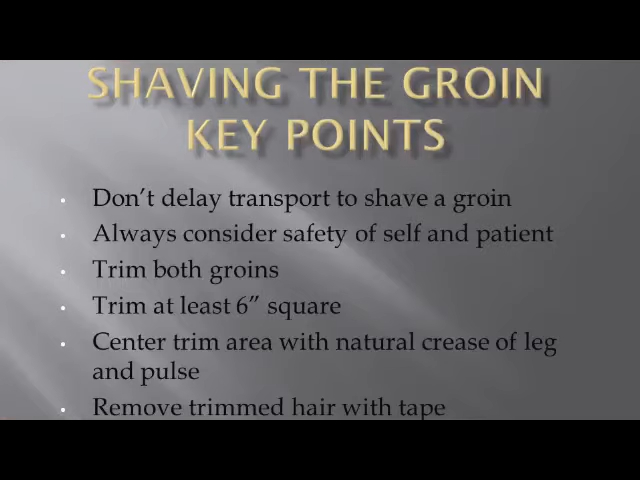 SHAVING THE GROIN
KEY POINTS
• Don't delay transport to shave a groin
• Always consider safety of self and patient
• Trim both groins
• Trim at least 6” square
• Center trim area with natural crease of leg
and pulse
• Remove trimmed hair with tape